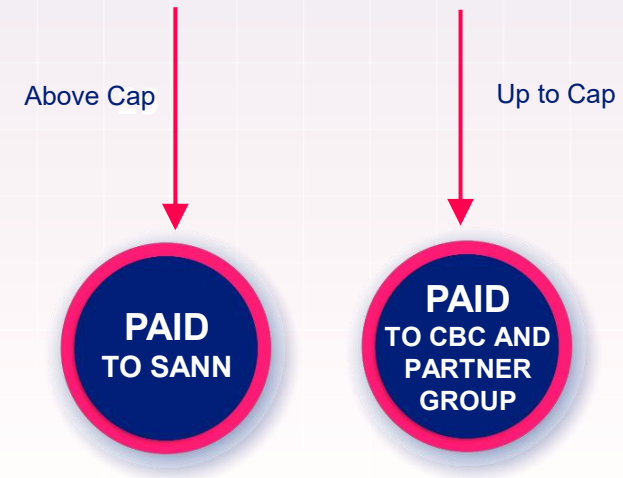 Above Cap
Up to Cap
PAID
TO SANN
PAID
TO CBC AND
PARTNER
GROUP